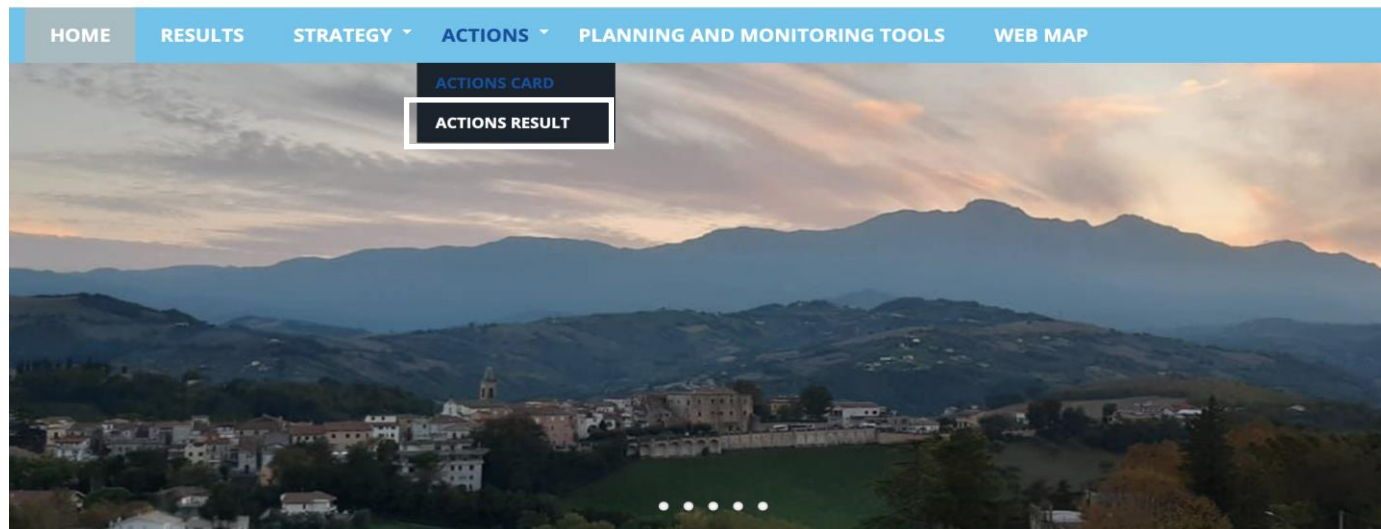 HOME RESULTS STRATEGY ACTIONS PLANNING AND MONITORING TOOLS WEB MAP
ACTIONS CARD
ACTIONS RESULT